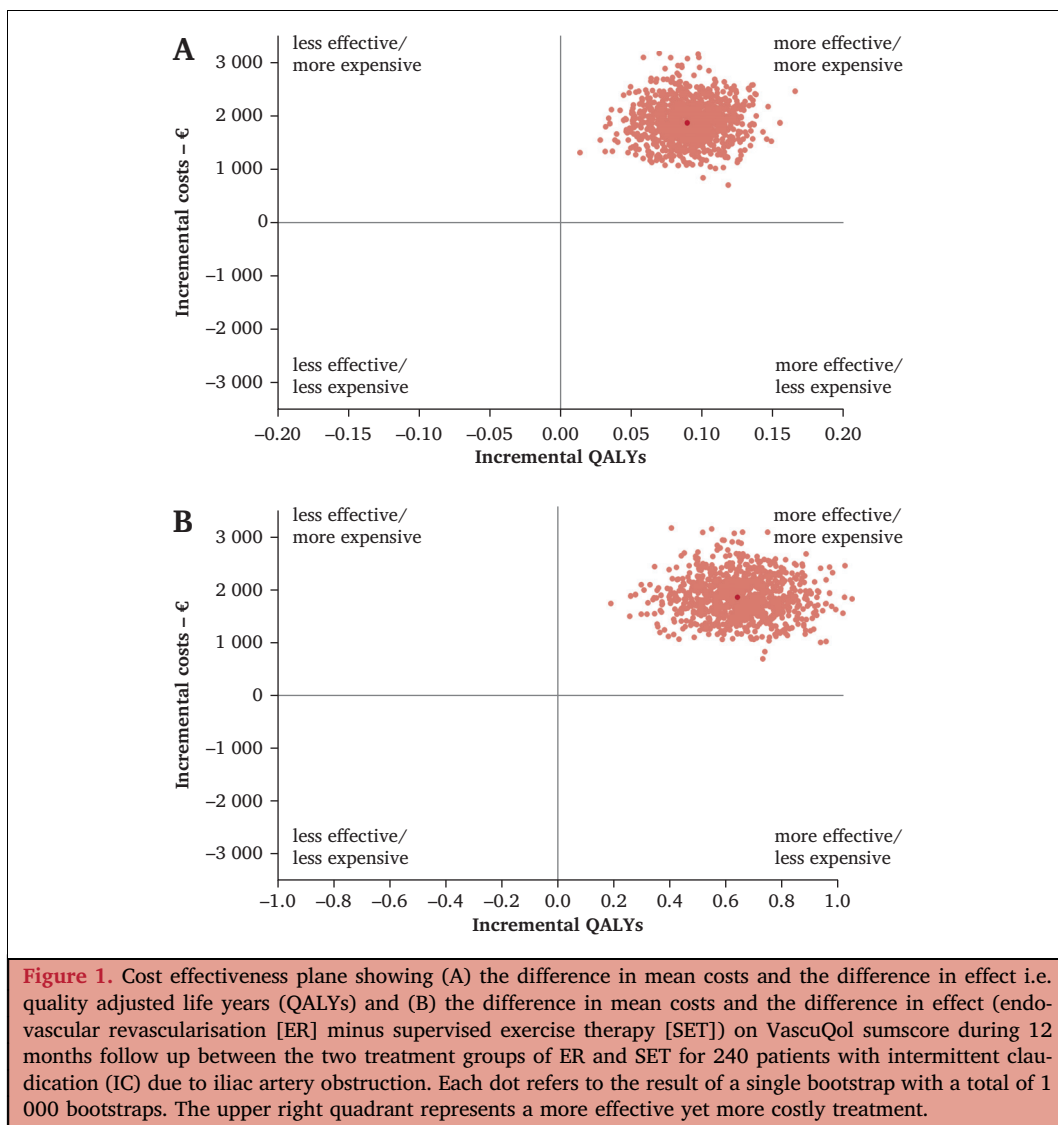 A
less effective/
more expensive
more effective/
more expensive
3 000
2 000
1 000
0
–1 000
–2 000
–3 000
Incremental costs – €
less effective/
less expensive
more effective/
less expensive
–0.20 –0.15 –0.10 –0.05 0.00 0.05 0.10 0.15 0.20
Incremental QALYs
B
less effective/
more expensive
more effective/
more expensive
3 000
2 000
1 000
0
–1 000
–2 000
–3 000
Incremental costs – €
less effective/
less expensive
more effective/
less expensive
–1.0 –0.8 –0.6 –0.4 –0.2 0.0 0.2 0.4 0.6 0.8 1.0
Incremental QALYs
Figure 1. Cost effectiveness plane showing (A) the difference in mean costs and the difference in effect i.e.
quality adjusted life years (QALYs) and (B) the difference in mean costs and the difference in effect (endo-
vascular revascularisation [ER] minus supervised exercise therapy [SET]) on VascuQol sumscore during 12
months follow up between the two treatment groups of ER and SET for 240 patients with intermittent clau-
dication (IC) due to iliac artery obstruction. Each dot refers to the result of a single bootstrap with a total of 1
000 bootstraps. The upper right quadrant represents a more effective yet more costly treatment.